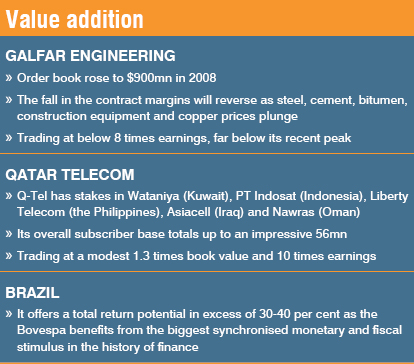 Value addition
GALFAR ENGINEERING
» Order book rose to $900mn in 2008
» The fall in the contract margins will reverse as steel, cement, bitumen,
construction equipment and copper prices plunge
» Trading at below 8 times earnings, far below its recent peak
QATAR TELECOM
» Q-Tel has stakes in Wataniya (Kuwait), PT Indosat (Indonesia), Liberty
Telecom (the Philippines), Asiacell (Iraq) and Nawras (Oman)
» Its overall subscriber base totals up to an impressive 56mn
» Trading at a modest 1.3 times book value and 10 times earnings
BRAZIL
» It offers a total return potential in excess of 30-40 per cent as the
Bovespa benefits from the biggest synchronised monetary and fiscal
stimulus in the history of finance